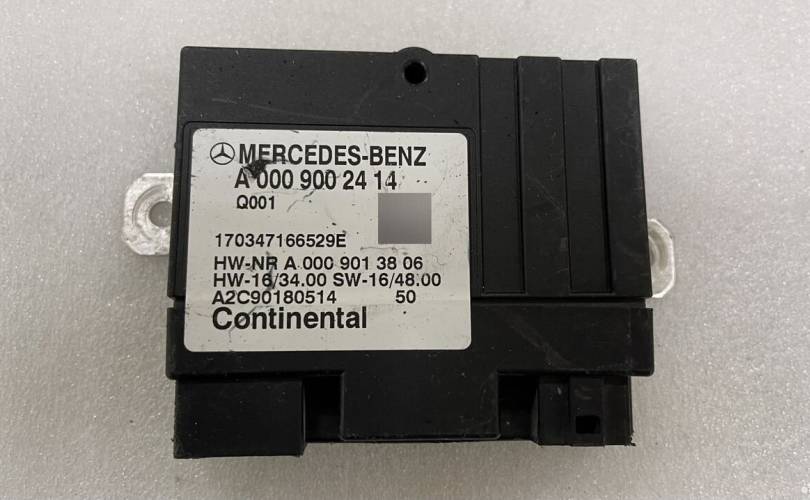 MERCEDES-BENZ
A 000 900 24 14
Q001
170347166529E
HW-NR A 000 901 38 06
HW-16/34.00 SW-16/48.00
A2C90180514 50
Continental